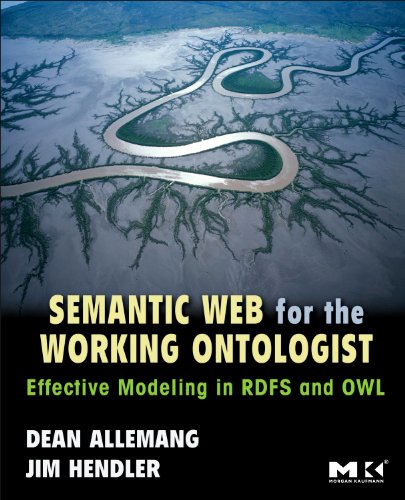 SEMANTIC WEB for the
WORKING ONTOLOGIST
Effective Modeling in RDFS and OWL
DEAN ALLEMANG
JIM HENDLER
MK
MORGAN KAUFMANN